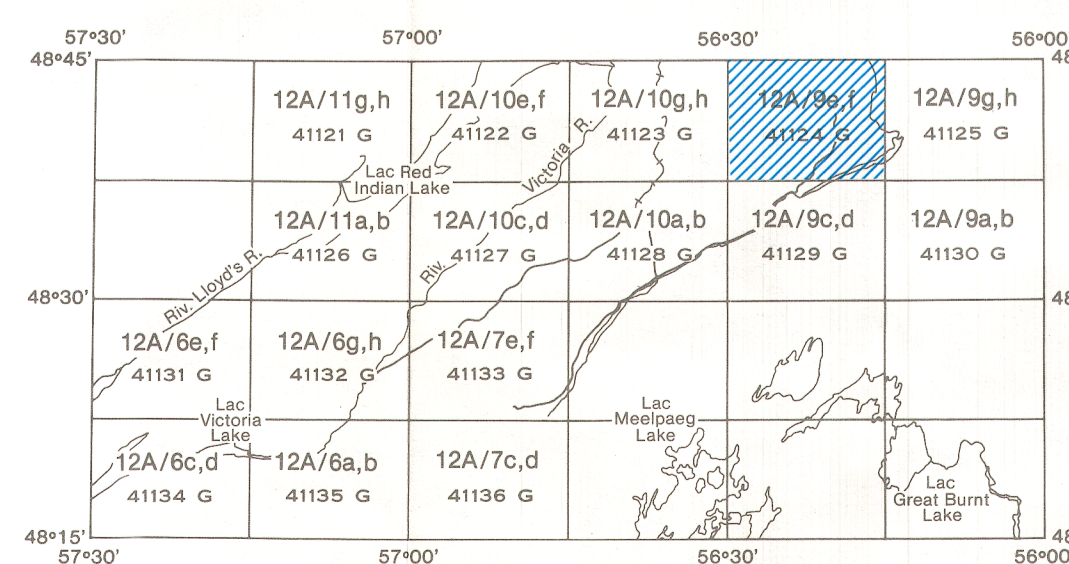 57°30' 57°00' 56°30' 56°00'
48°45' 48
12A/11g,h 12A/10e,f 12A/10g,h 12A/9e,f 12A/9g,h
41121 G 41122 G 41123 G 41124 G 41125 G
Victoria R.
Lac Red
Indian Lake
12A/11a,b 12A/10c,d 12A/10a,b 12A/9c,d 12A/9a,b
41126 G 41127 G 41128 G 41129 G 41130 G
Riv. Lloyd's R.
Riv.
48°30' 48
12A/6e,f 12A/6g,h 12A/7e,f
41131 G 41132 G 41133 G
Lac
Victoria
Lake
Lac
Meelpaeg
Lake
12A/6c,d 12A/6a,b 12A/7c,d
41134 G 41135 G 41136 G
Lac
Great Burnt
Lake
48°15' 48
57°30' 57°00' 56°30' 56°00'